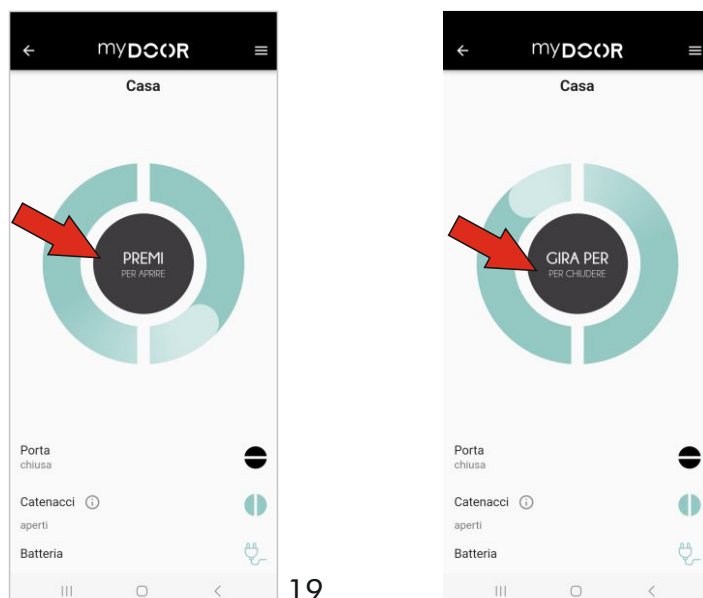 myDOOR
Casa
PREMI
PER APRIRE
Porta
chiusa
Catenacci
aperti
Batteria
19
myDOOR
Casa
GIRA PER
PER CHIUDERE
Porta
chiusa
Catenacci
aperti
Batteria